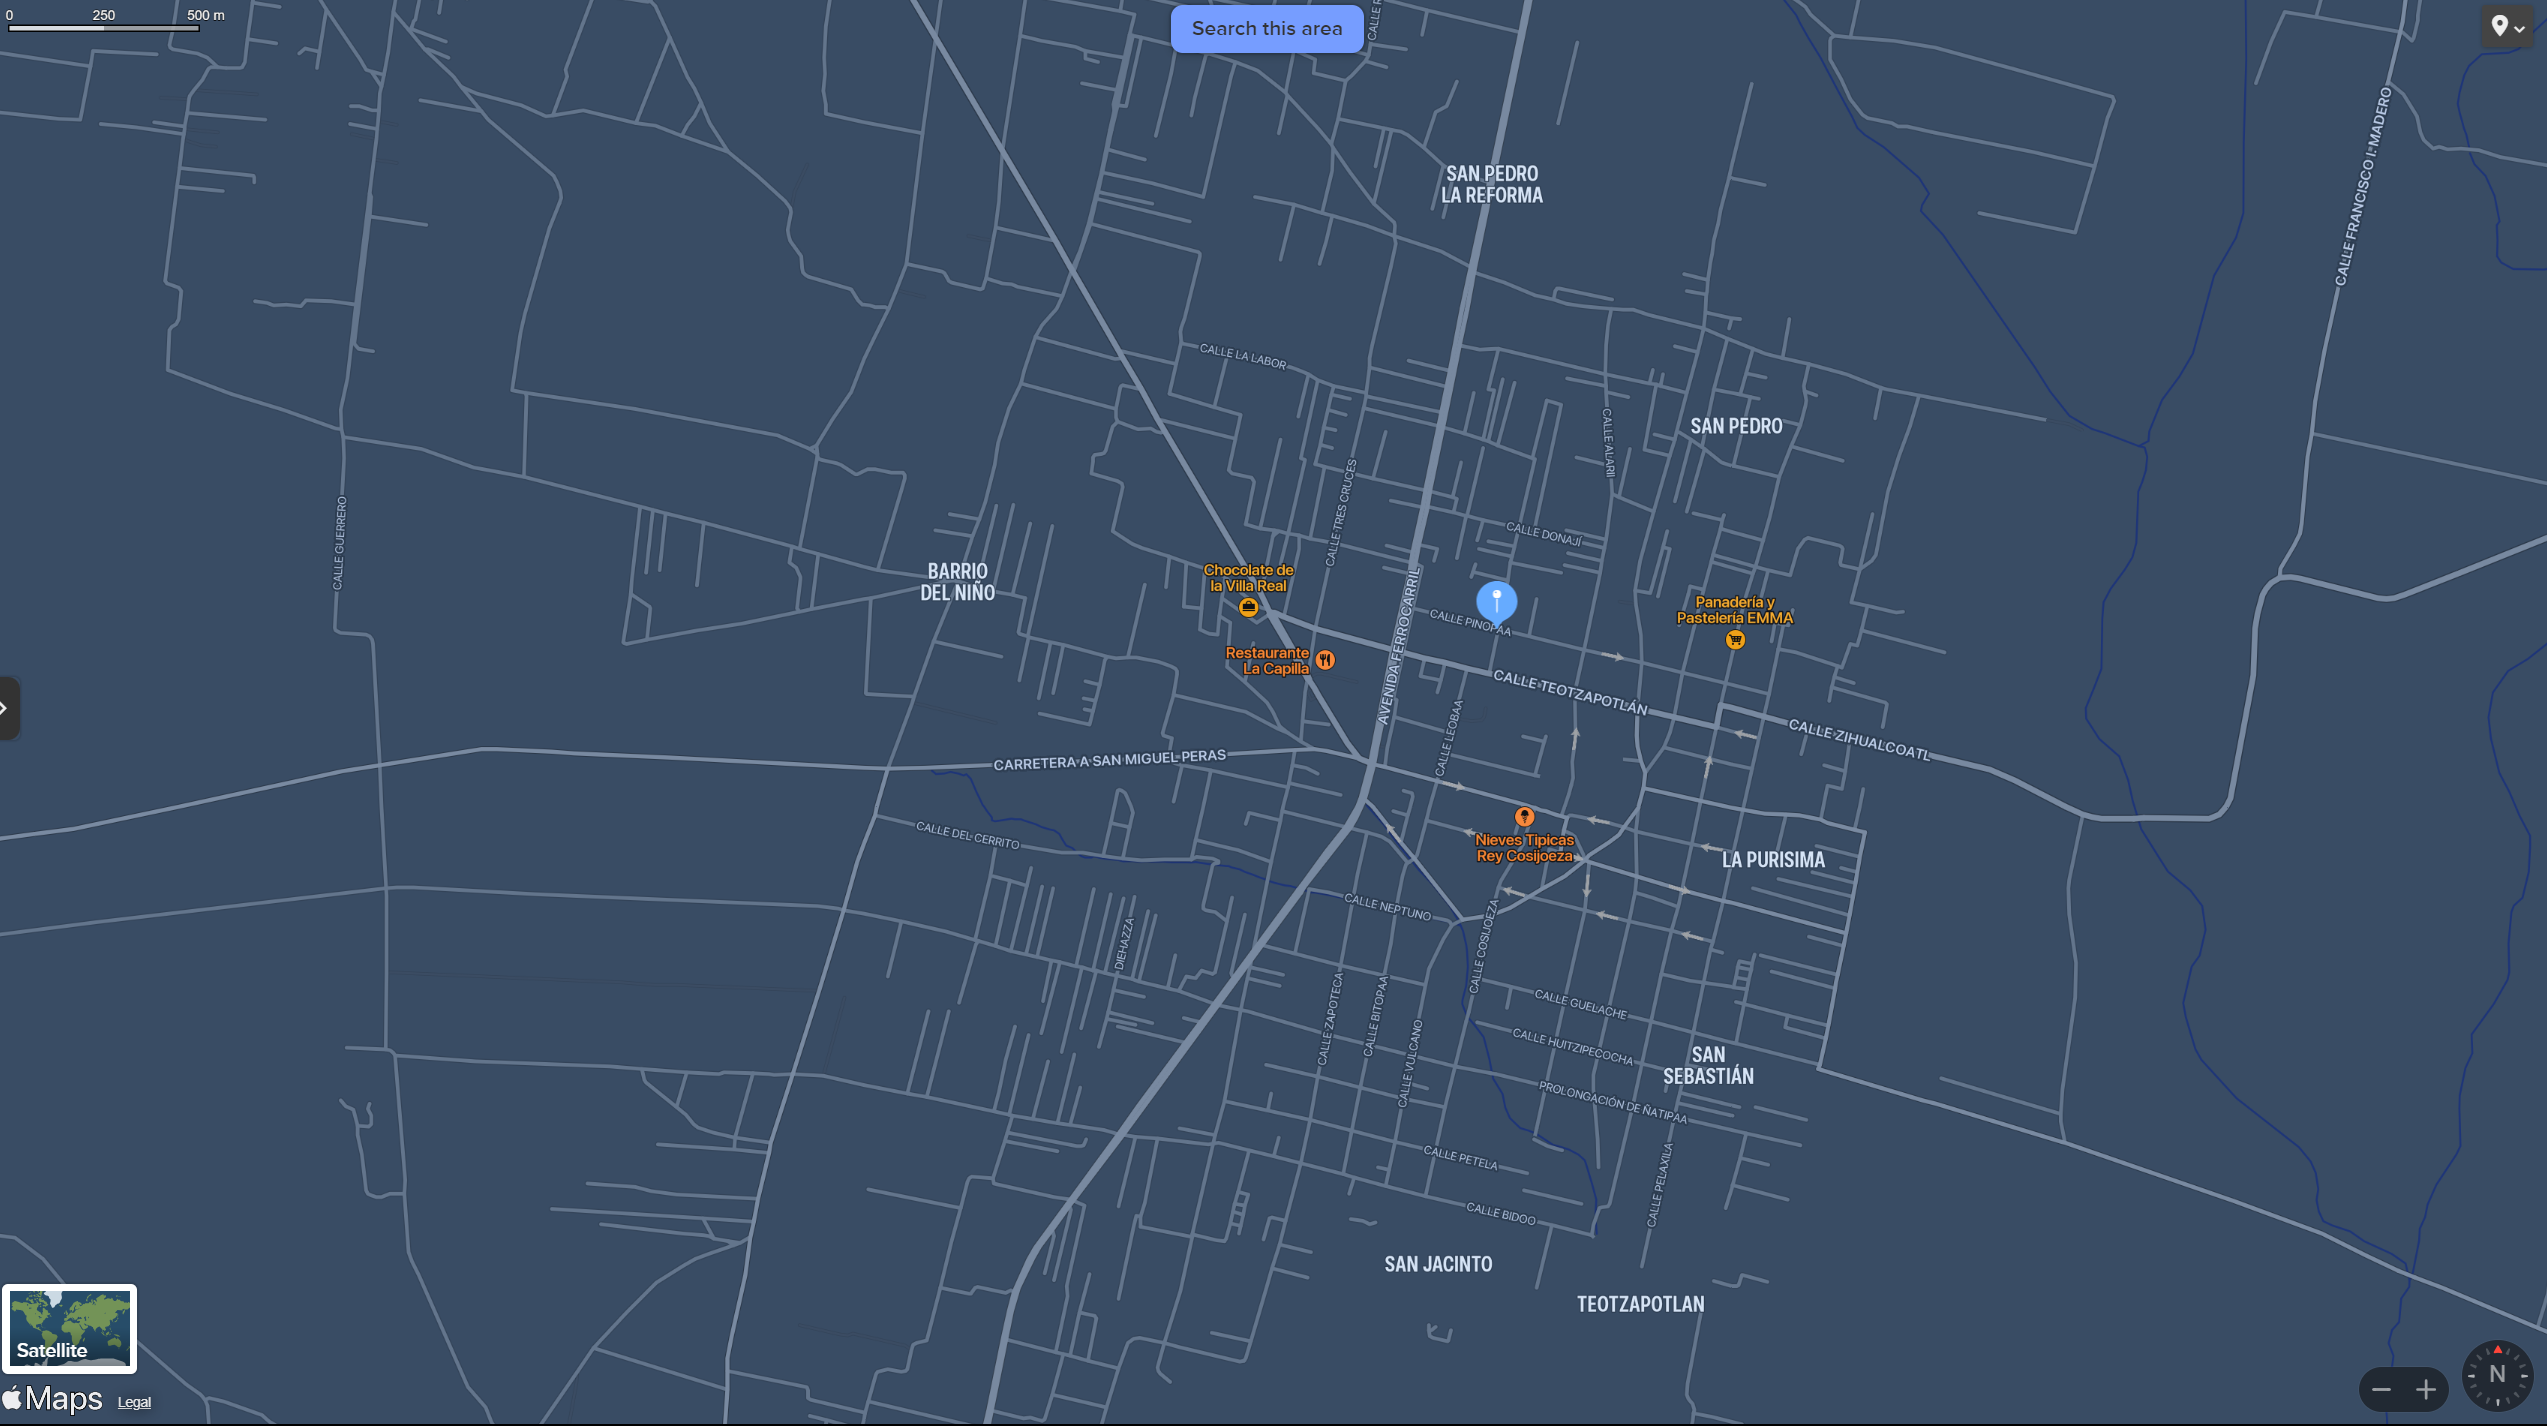 0 250 500 m
Search this area
CALLE FRANCISCO I. MADERO
SAN PEDRO
LA REFORMA
CALLE LA LABOR
SAN PEDRO
CALLE ALARII
CALLE TRES CRUCES
CALLE GUERRERO
CALLE DONAJÍ
BARRIO
DEL NIÑO
Chocolate de
la Villa Real
AVENIDA FERROCARRIL
CALLE PINOPAA
Panadería y
Pastelería EMMA
Restaurante
La Capilla
CALLE TEOTZAPOTLÁN
CALLE LEOBAA
CALLE ZIHUALCOATL
CARRETERA A SAN MIGUEL PERAS
CALLE DEL CERRITO
Nieves Tipicas
Rey Cosijoeza
LA PURISIMA
CALLE NEPTUNO
CALLE COSIJOEZA
DIEHAZZA
CALLE ZAPOTECA
CALLE BITOPAA
CALLE VULCANO
CALLE GUELACHE
CALLE HUITZIPECOCHA
SAN
SEBASTIÁN
PROLONGACIÓN DE ÑATIPAA
CALLE PETELA
CALLE PELAXILA
CALLE BIDOO
SAN JACINTO
TEOTZAPOTLAN
Satellite
Maps Legal
N